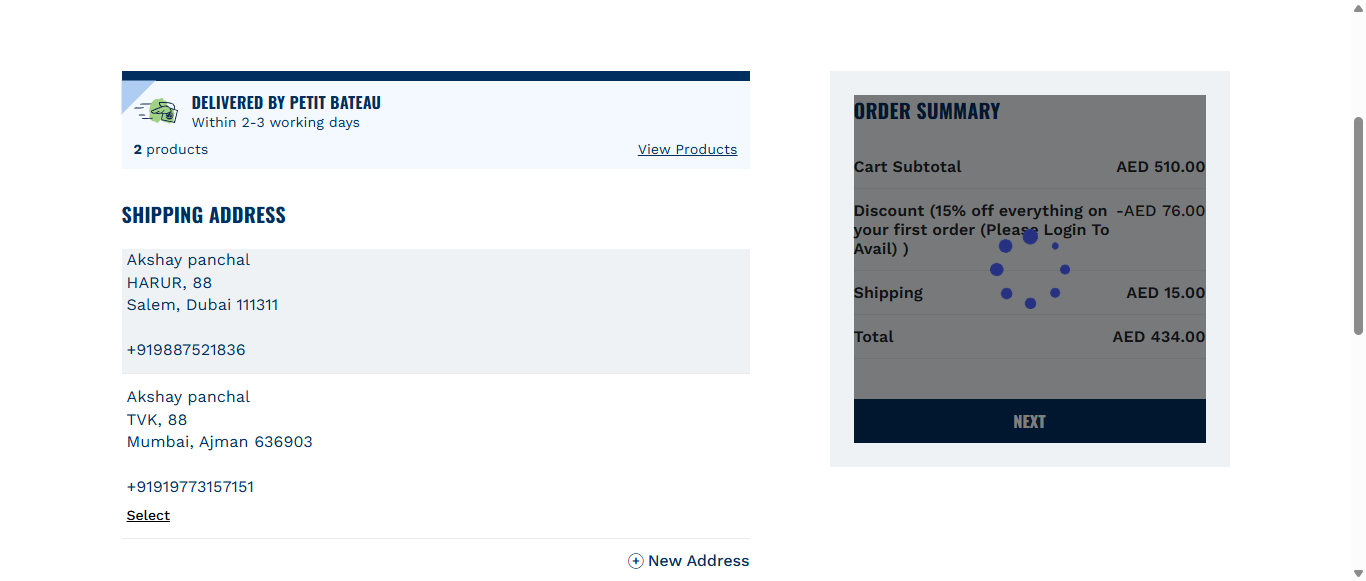 DELIVERED BY PETIT BATEAU
Within 2-3 working days
2 products
View Products
SHIPPING ADDRESS
Akshay panchal
HARUR, 88
Salem, Dubai 111311
+919887521836
Akshay panchal
TVK, 88
Mumbai, Ajman 636903
+91919773157151
Select
New Address
ORDER SUMMARY
Cart Subtotal AED 510.00
Discount (15% off everything on -AED 76.00
your first order (Please Login To
Avail) )
Shipping AED 15.00
Total AED 434.00
NEXT